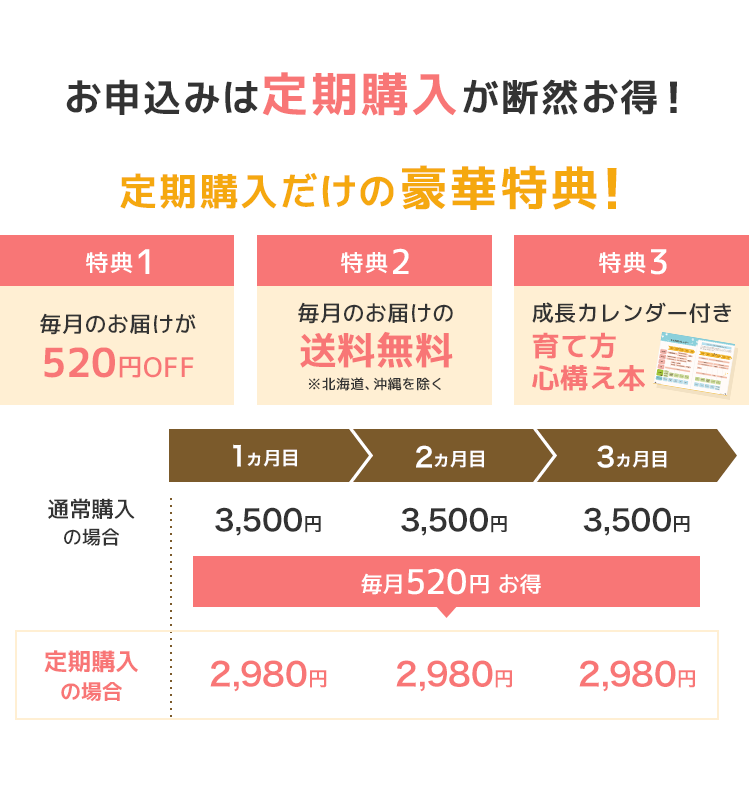 お申込みは定期購入が断然お得！
定期購入だけの豪華特典！
特典1
毎月のお届けが
520円OFF
特典2
毎月のお届けの
送料無料
※北海道、沖縄を除く
特典3
成長カレンダー付き
育て方
心構え本
1ヵ月目
2ヵ月目
3ヵ月目
通常購入
の場合
3,500円
3,500円
3,500円
毎月520円 お得
定期購入
の場合
2,980円
2,980円
2,980円